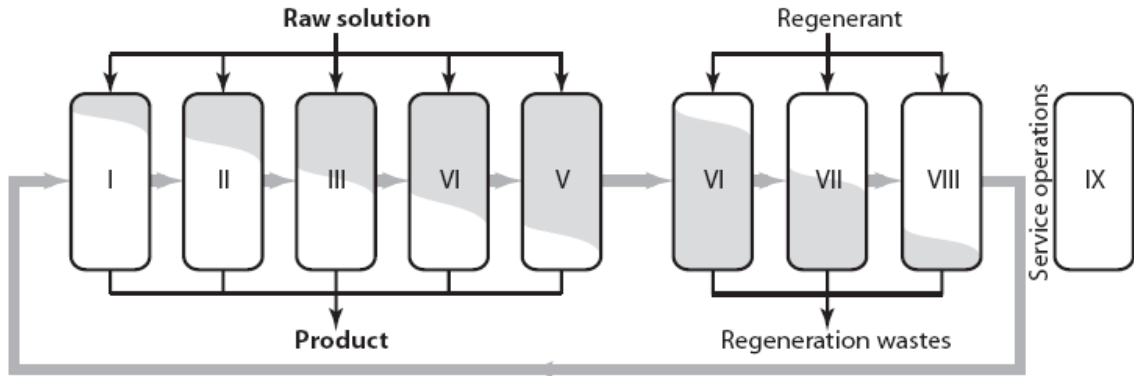 Raw solution
Regenerant
I
II
III
VI
V
VI
VII
VIII
Service operations
IX
Product
Regeneration wastes